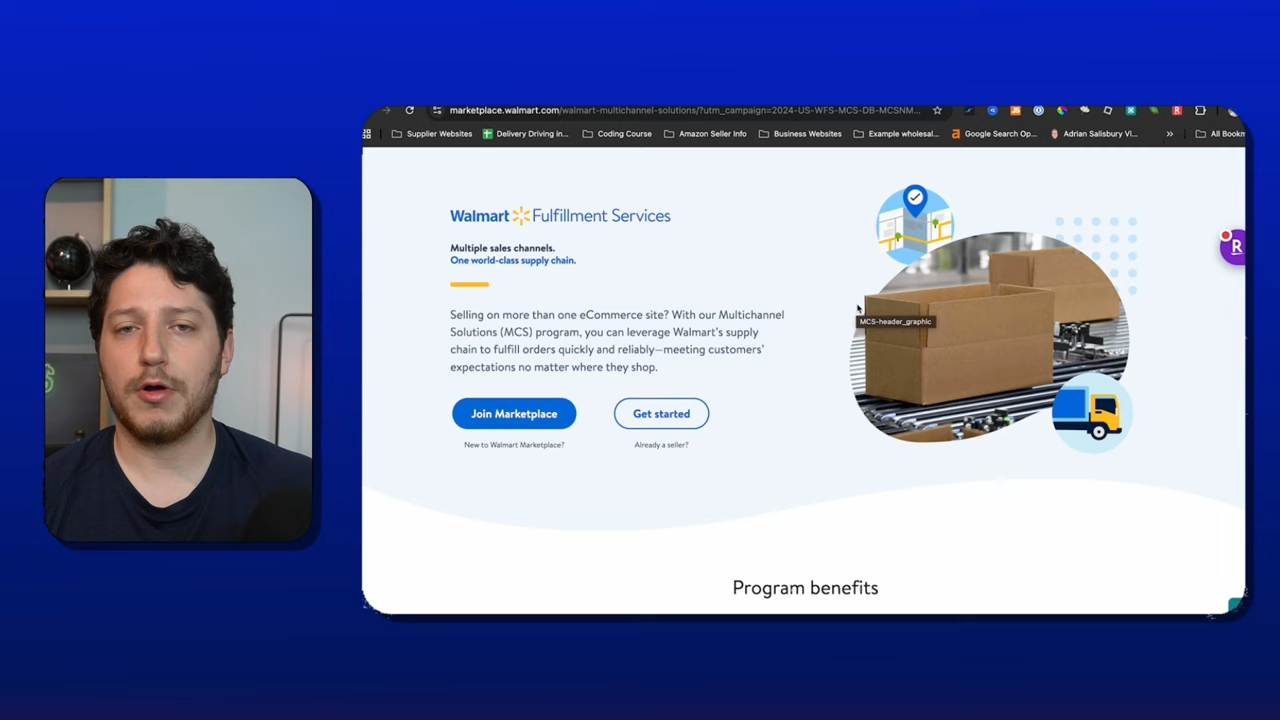 marketplace.walmart.com/walmart-multichannel-solutions/?utm_campaign=2024-US-WFS-MCS-DB-MCSNM...
Supplier Websites
Delivery Driving in...
Coding Course
Amazon Seller Info
Business Websites
Example wholesal...
Google Search Op...
Adrian Salisbury Vi...
»
All Bookm
Walmart Fulfillment Services
Multiple sales channels.
One world-class supply chain.
Selling on more than one eCommerce site? With our Multichannel
Solutions (MCS) program, you can leverage Walmart's supply
chain to fulfill orders quickly and reliably—meeting customers'
expectations no matter where they shop.
Join Marketplace
Get started
New to Walmart Marketplace?
Already a seller?
MCS-header_graphic
R
Program benefits